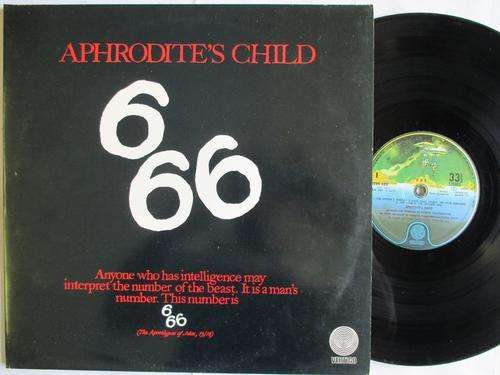 APHRODITE'S CHILD
6
66
Anyone who has intelligence may
interpret the number of the beast. It is a man's
number. This number is
6
66
(The Apocalypse of John, 13/18)
VERTIGO
33⅓